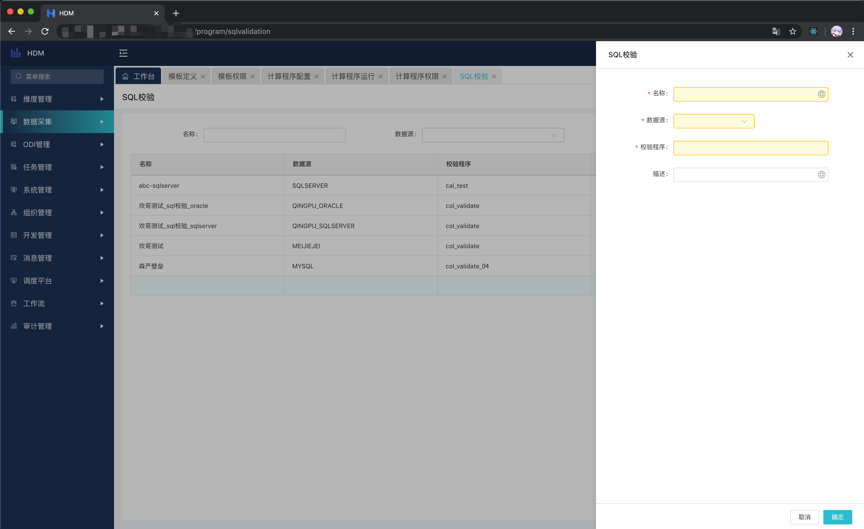 HDM
/program/sqlvalidation
HDM
菜单搜索
维度管理
数据采集
ODI管理
任务管理
系统管理
组织管理
开发管理
消息管理
调度平台
工作流
审计管理
工作台
模板定义
模板权限
计算程序配置
计算程序运行
计算程序权限
SQL校验
SQL校验
名称：
数据源：
名称 数据源 校验程序
abc-sqlserver SQLSERVER cal_test
欢哥测试_sql校验_oracle QINGPU_ORACLE col_validate
欢哥测试_sql校验_sqlserver QINGPU_SQLSERVER col_validate
欢哥测试 MEIJIEJEI col_validate
森严壁垒 MYSQL col_validate_04
SQL校验
* 名称：
* 数据源：
* 校验程序：
描述：
取消
确定